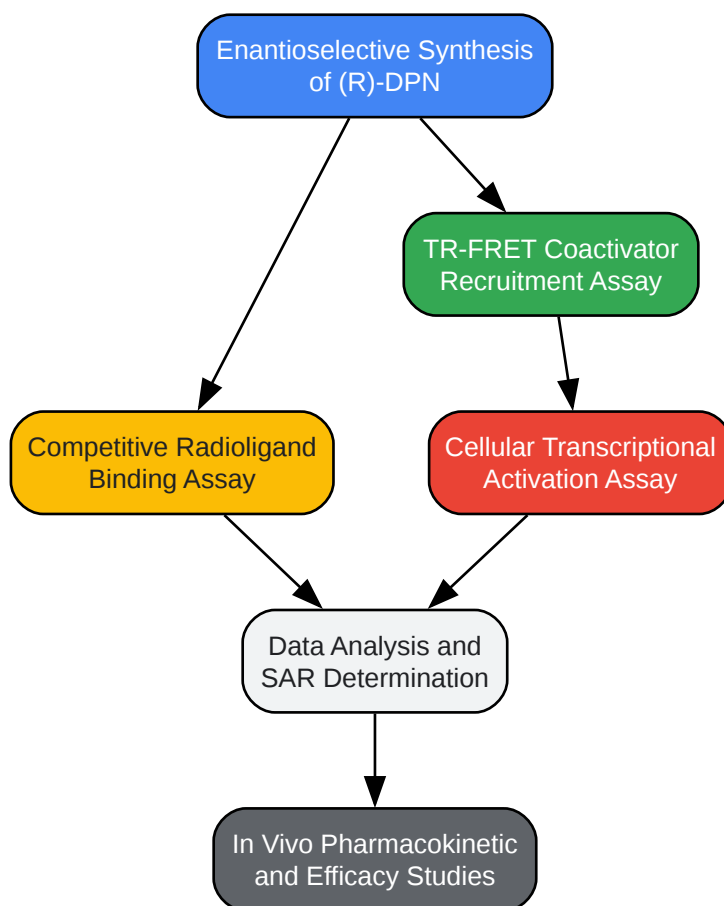 Enantioselective Synthesis
of (R)-DPN
TR-FRET Coactivator
Recruitment Assay
Competitive Radioligand
Binding Assay
Cellular Transcriptional
Activation Assay
Data Analysis and
SAR Determination
In Vivo Pharmacokinetic
and Efficacy Studies